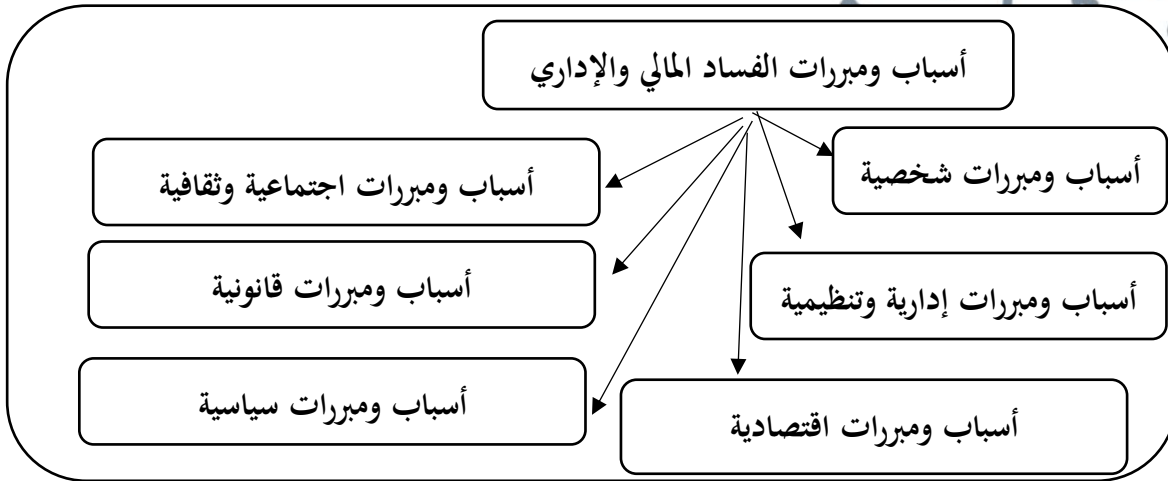 أسباب ومبررات الفساد المالي والإداري
أسباب ومبررات شخصية
أسباب ومبررات اجتماعية وثقافية
أسباب ومبررات إدارية وتنظيمية
أسباب ومبررات قانونية
أسباب ومبررات اقتصادية
أسباب ومبررات سياسية